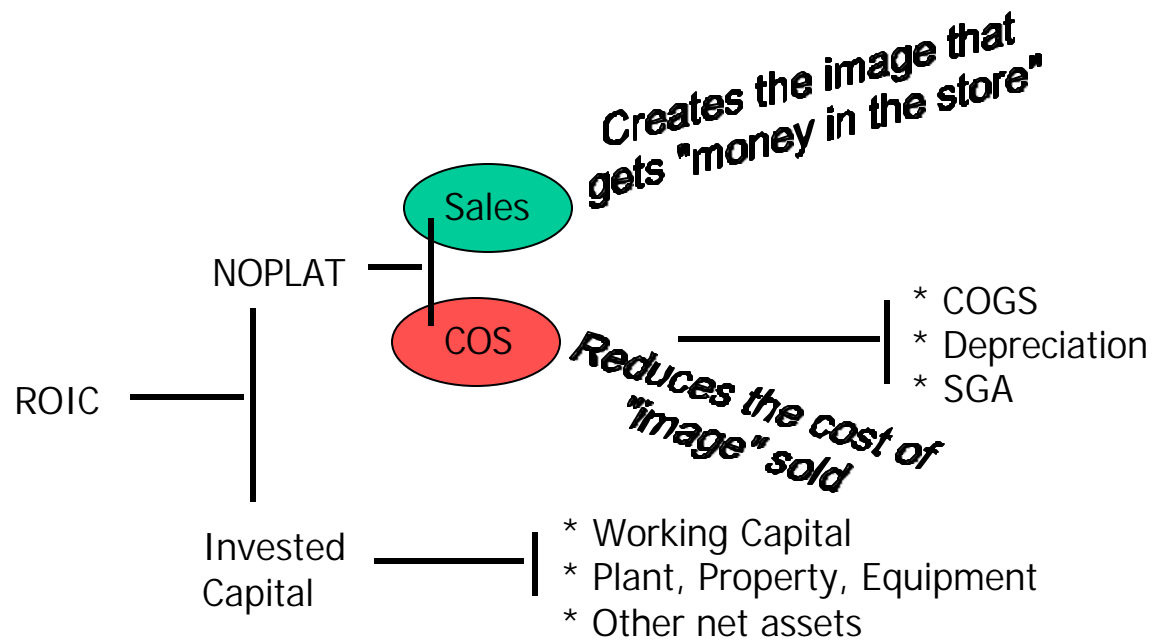 Creates the image that
gets "money in the store"
Sales
NOPLAT
COS
* COGS
* Depreciation
* SGA
Reduces the cost of
"image" sold
ROIC
Invested
Capital
* Working Capital
* Plant, Property, Equipment
* Other net assets